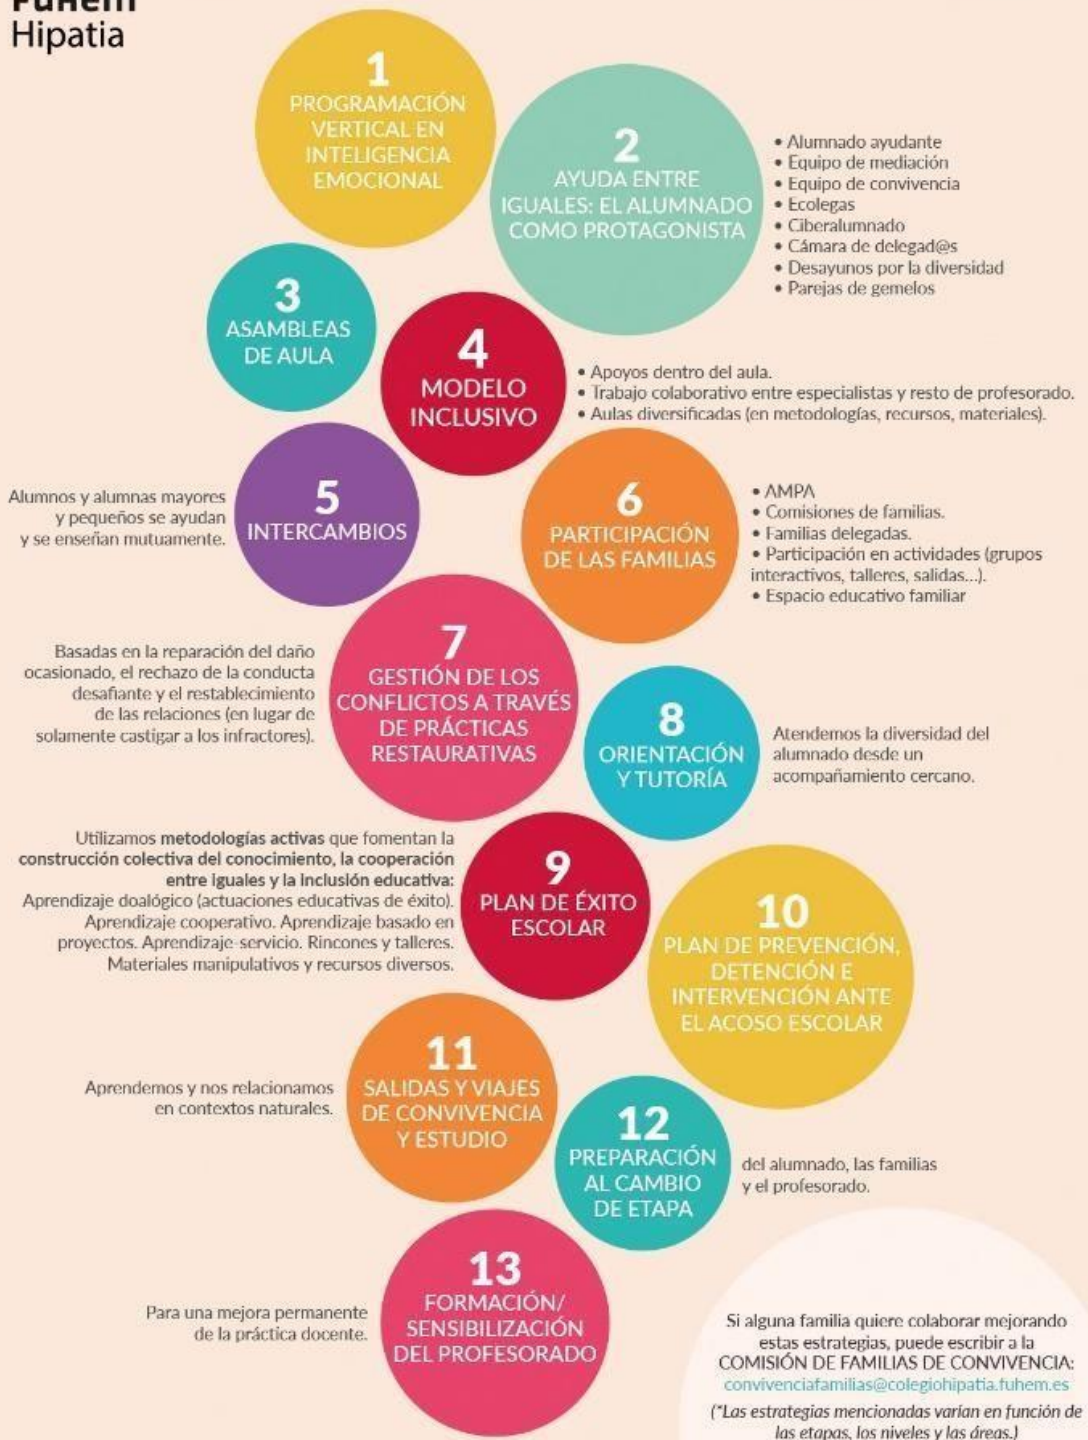 FuHem
Hipatia
1
PROGRAMACIÓN
VERTICAL EN
INTELIGENCIA
EMOCIONAL
2
AYUDA ENTRE
IGUALES: EL ALUMNADO
COMO PROTAGONISTA
• Alumnado ayudante
• Equipo de mediación
• Equipo de convivencia
• Ecolegas
• Ciberalumnado
• Cámara de delegad@s
• Desayunos por la diversidad
• Parejas de gemelos
3
ASAMBLEAS
DE AULA
4
MODELO
INCLUSIVO
• Apoyos dentro del aula.
• Trabajo colaborativo entre especialistas y resto de profesorado.
• Aulas diversificadas (en metodologías, recursos, materiales).
5
INTERCAMBIOS
Alumnos y alumnas mayores
y pequeños se ayudan
y se enseñan mutuamente.
6
PARTICIPACIÓN
DE LAS FAMILIAS
• AMPA
• Comisiones de familias.
• Familias delegadas.
• Participación en actividades (grupos
interactivos, talleres, salidas...).
• Espacio educativo familiar
7
GESTIÓN DE LOS
CONFLICTOS A TRAVÉS
DE PRÁCTICAS
RESTAURATIVAS
Basadas en la reparación del daño
ocasionado, el rechazo de la conducta
desafiante y el restablecimiento
de las relaciones (en lugar de
solamente castigar a los infractores).
8
ORIENTACIÓN
Y TUTORÍA
Atendemos la diversidad del
alumnado desde un
acompañamiento cercano.
9
PLAN DE ÉXITO
ESCOLAR
Utilizamos metodologías activas que fomentan la
construcción colectiva del conocimiento, la cooperación
entre iguales y la inclusión educativa:
Aprendizaje doalógico (actuaciones educativas de éxito).
Aprendizaje cooperativo. Aprendizaje basado en
proyectos. Aprendizaje-servicio. Rincones y talleres.
Materiales manipulativos y recursos diversos.
10
PLAN DE PREVENCIÓN,
DETENCIÓN E
INTERVENCIÓN ANTE
EL ACOSO ESCOLAR
11
SALIDAS Y VIAJES
DE CONVIVENCIA
Y ESTUDIO
Aprendemos y nos relacionamos
en contextos naturales.
12
PREPARACIÓN
AL CAMBIO
DE ETAPA
del alumnado, las familias
y el profesorado.
13
FORMACIÓN/
SENSIBILIZACIÓN
DEL PROFESORADO
Para una mejora permanente
de la práctica docente.
Si alguna familia quiere colaborar mejorando
estas estrategias, puede escribir a la
COMISIÓN DE FAMILIAS DE CONVIVENCIA:
convivenciafamilias@colegiohipatia.fuhem.es
(*Las estrategias mencionadas varían en función de
las etapas, los niveles y las áreas.)